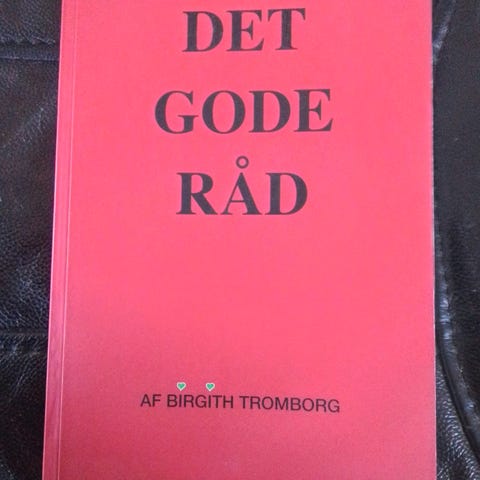 DET
GODE
RÅD
AF BIRGITH TROMBORG